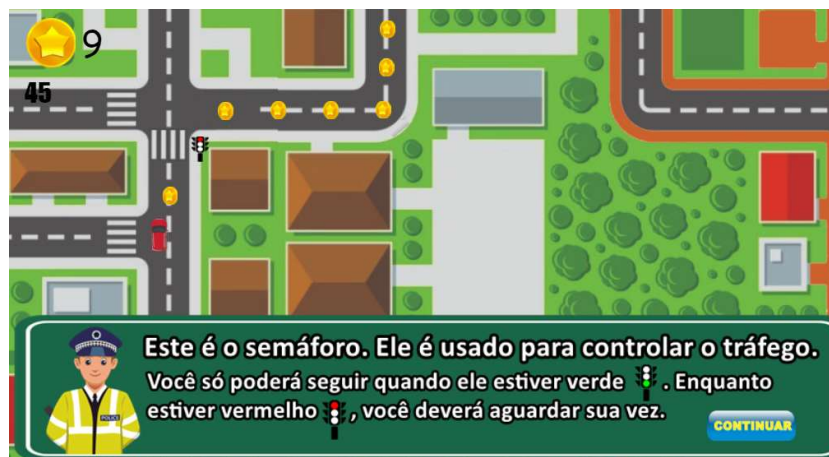 9
45
Este é o semáforo. Ele é usado para controlar o tráfego.
Você só poderá seguir quando ele estiver verde . Enquanto
estiver vermelho , você deverá aguardar sua vez.
POLICE
CONTINUAR